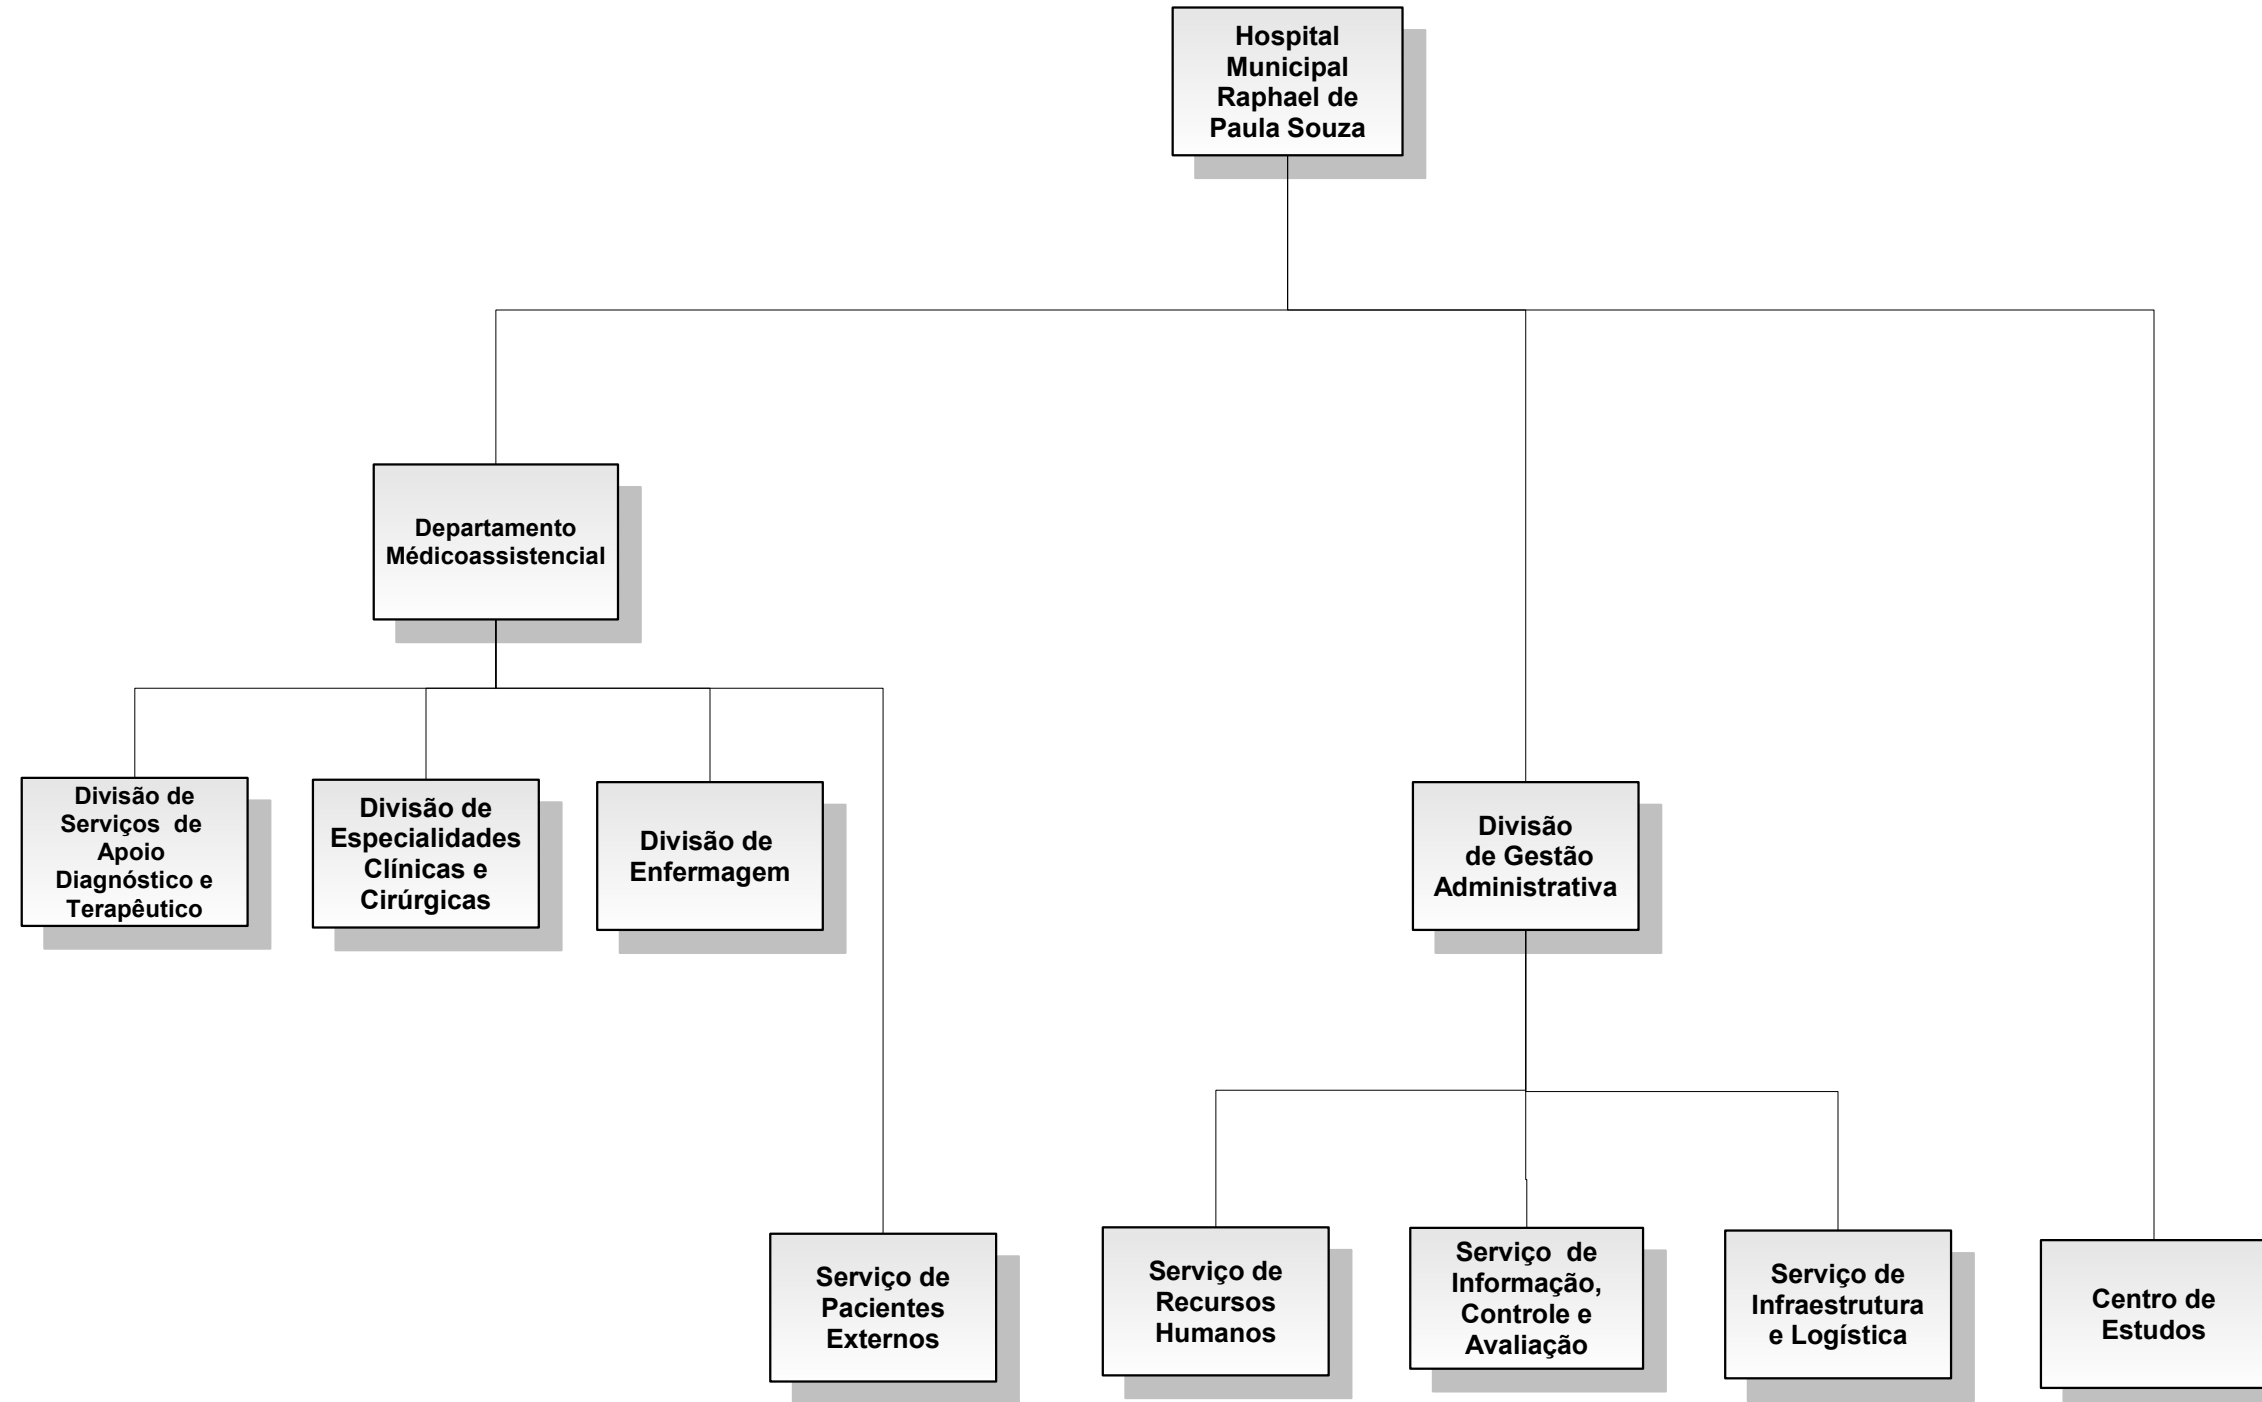 Hospital
Municipal
Raphael de
Paula Souza
Departamento
Médicoassistencial
Divisão de
Serviços de
Apoio
Diagnóstico e
Terapêutico
Divisão de
Especialidades
Clínicas e
Cirúrgicas
Divisão de
Enfermagem
Divisão
de Gestão
Administrativa
Serviço de
Pacientes
Externos
Serviço de
Recursos
Humanos
Serviço de
Informação,
Controle e
Avaliação
Serviço de
Infraestrutura
e Logística
Centro de
Estudos